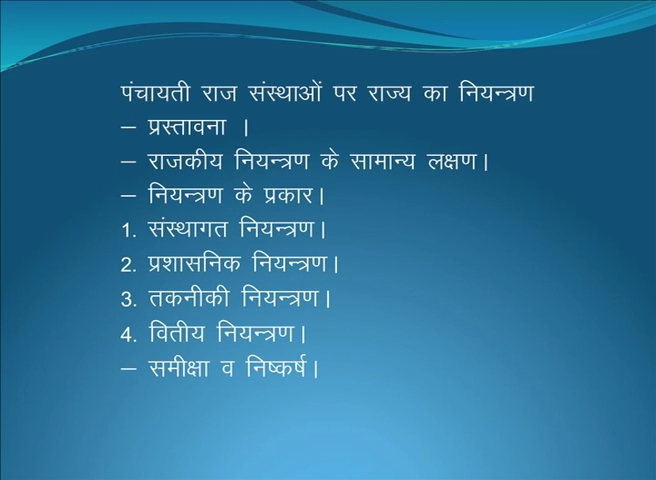 पंचायती राज संस्थाओं पर राज्य का नियन्त्रण
– प्रस्तावना ।
– राजकीय नियन्त्रण के सामान्य लक्षण।
– नियन्त्रण के प्रकार।
1. संस्थागत नियन्त्रण।
2. प्रशासनिक नियन्त्रण।
3. तकनीकी नियन्त्रण।
4. वितीय नियन्त्रण।
– समीक्षा व निष्कर्ष।